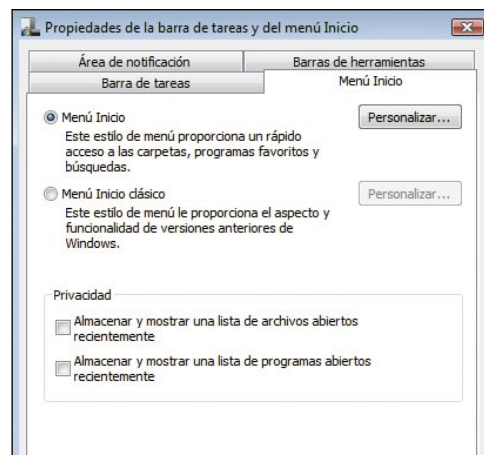 Propiedades de la barra de tareas y del menú Inicio
Área de notificación
Barras de herramientas
Barra de tareas
Menú Inicio
Menú Inicio
Personalizar...
Este estilo de menú proporciona un rápido
acceso a las carpetas, programas favoritos y
búsquedas.
Menú Inicio clásico
Personalizar...
Este estilo de menú le proporciona el aspecto y
funcionalidad de versiones anteriores de
Windows.
Privacidad
Almacenar y mostrar una lista de archivos abiertos
recientemente
Almacenar y mostrar una lista de programas abiertos
recientemente